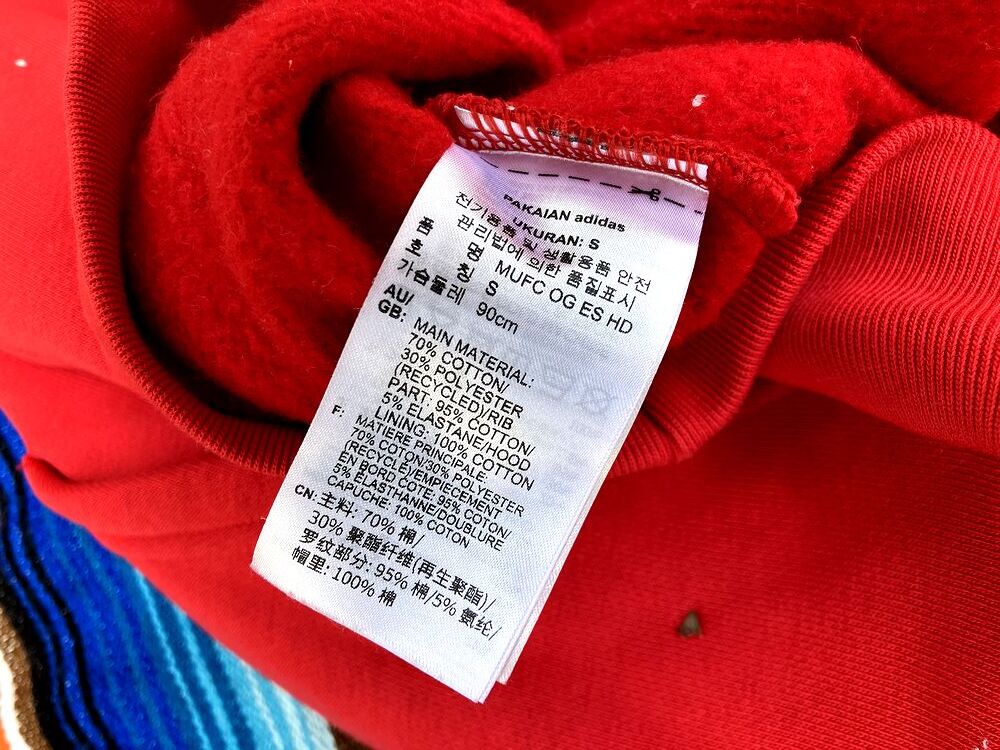 PAKAIAN adidas
UKURAN: S
전기용품 및 생활용품 안전
관리법에 의한 품질표시
품 명 MUFC OG ES HD
호 칭 S
가슴둘레 90cm
AU/
GB: MAIN MATERIAL:
70% COTTON/
30% POLYESTER
(RECYCLED)/RIB
PART: 95% COTTON/
5% ELASTANE/HOOD
LINING: 100% COTTON
F: MATIERE PRINCIPALE:
70% COTON/30% POLYESTER
(RECYCLÉ)/EMPIECEMENT
EN BORD COTE: 95% COTON/
5% ÉLASTHANNE/DOUBLURE
CAPUCHE: 100% COTON
CN: 主料: 70% 棉/
30% 聚酯纤维(再生聚酯)/
罗纹部分: 95% 棉/5% 氨纶/
帽里: 100% 棉